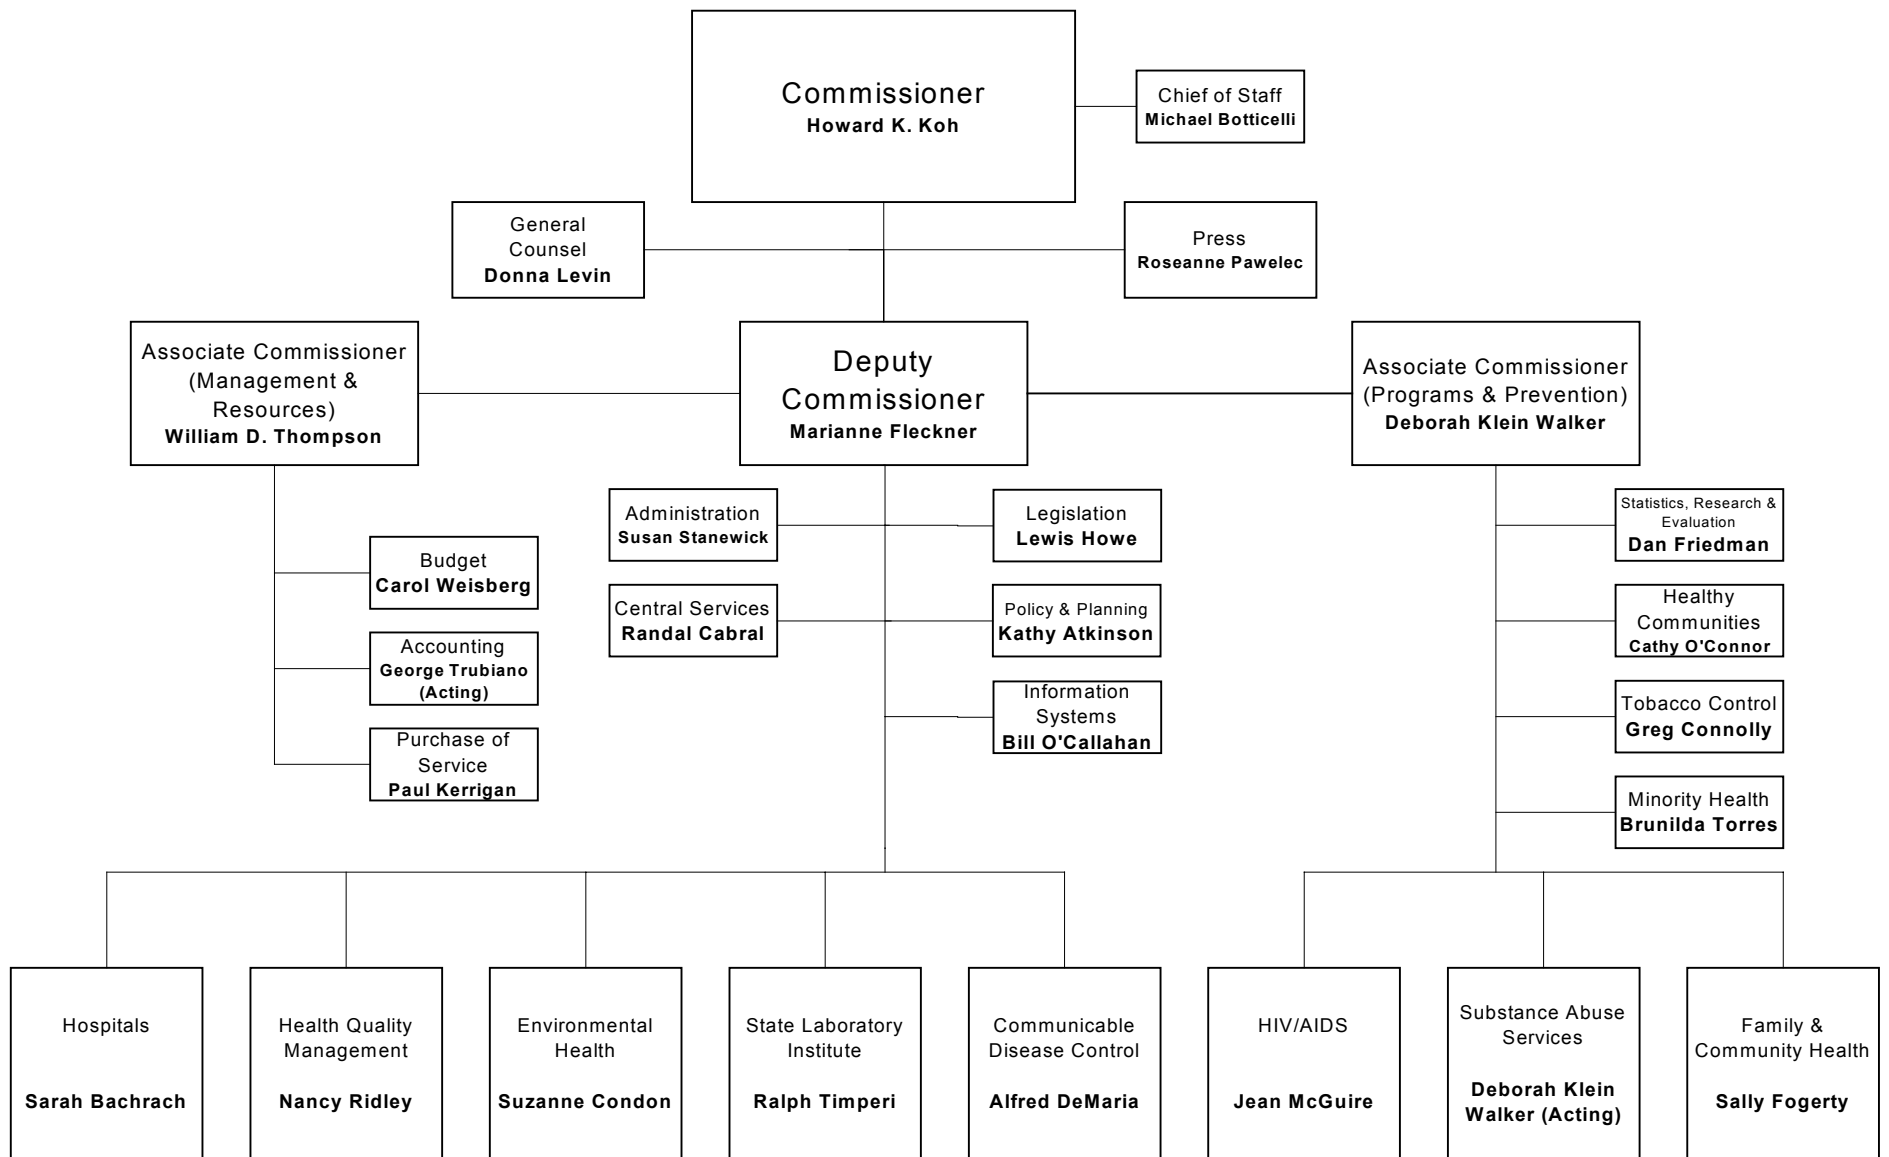 Commissioner
Howard K. Koh
Chief of Staff
Michael Botticelli
General
Counsel
Donna Levin
Press
Roseanne Pawelec
Associate Commissioner
(Management &
Resources)
William D. Thompson
Deputy
Commissioner
Marianne Fleckner
Associate Commissioner
(Programs & Prevention)
Deborah Klein Walker
Budget
Carol Weisberg
Accounting
George Trubiano
(Acting)
Purchase of
Service
Paul Kerrigan
Administration
Susan Stanewick
Central Services
Randal Cabral
Legislation
Lewis Howe
Policy & Planning
Kathy Atkinson
Information
Systems
Bill O'Callahan
Statistics, Research &
Evaluation
Dan Friedman
Healthy
Communities
Cathy O'Connor
Tobacco Control
Greg Connolly
Minority Health
Brunilda Torres
Hospitals
Sarah Bachrach
Health Quality
Management
Nancy Ridley
Environmental
Health
Suzanne Condon
State Laboratory
Institute
Ralph Timperi
Communicable
Disease Control
Alfred DeMaria
HIV/AIDS
Jean McGuire
Substance Abuse
Services
Deborah Klein
Walker (Acting)
Family &
Community Health
Sally Fogerty